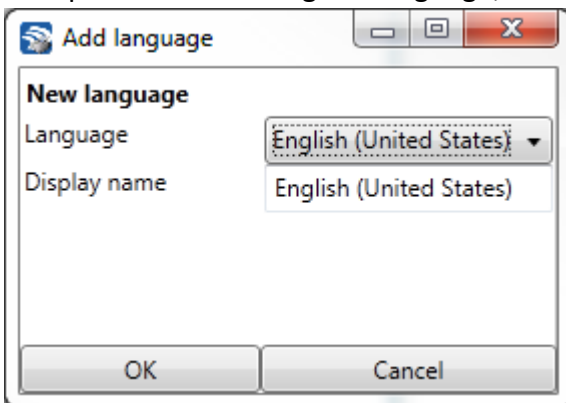 Add language
New language
Language English (United States)
Display name English (United States)
OK Cancel